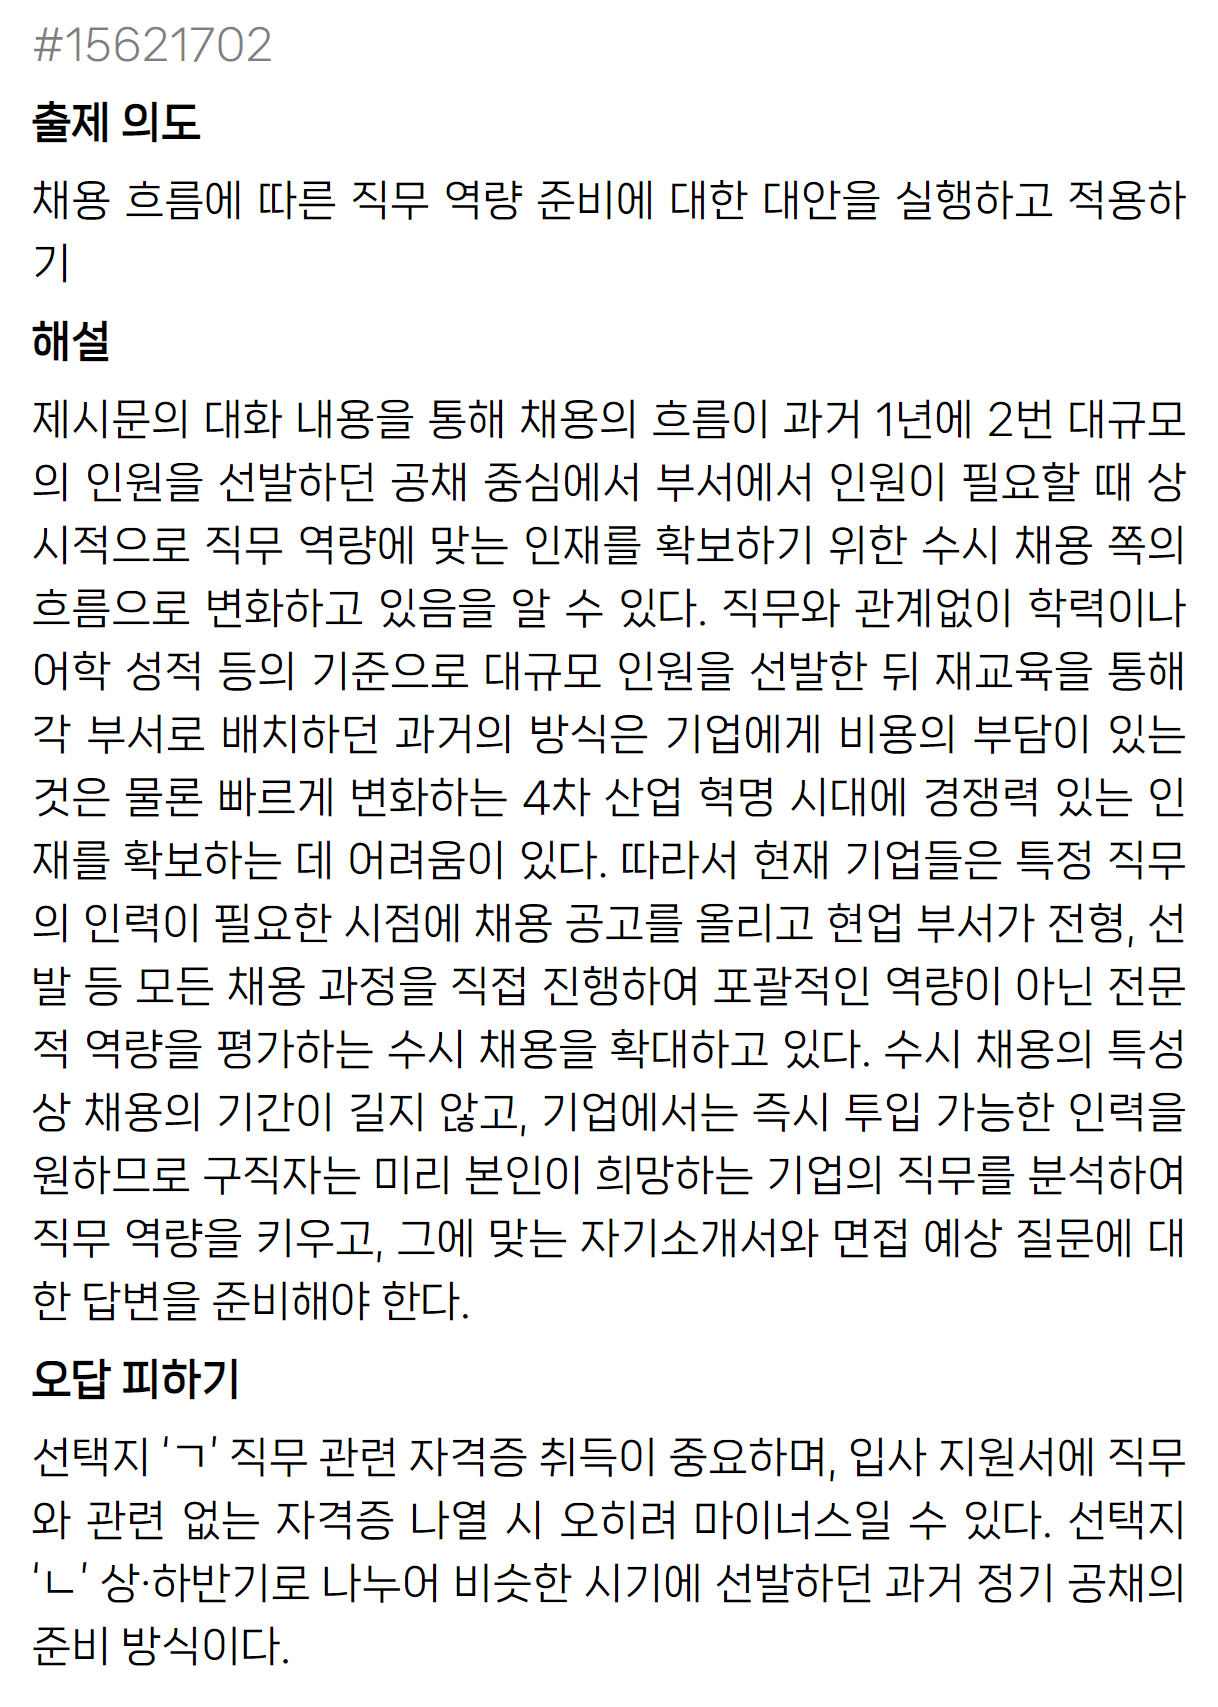 #15621702
출제 의도
채용 흐름에 따른 직무 역량 준비에 대한 대안을 실행하고 적용하
기
해설
제시문의 대화 내용을 통해 채용의 흐름이 과거 1년에 2번 대규모
의 인원을 선발하던 공채 중심에서 부서에서 인원이 필요할 때 상
시적으로 직무 역량에 맞는 인재를 확보하기 위한 수시 채용 쪽의
흐름으로 변화하고 있음을 알 수 있다. 직무와 관계없이 학력이나
어학 성적 등의 기준으로 대규모 인원을 선발한 뒤 재교육을 통해
각 부서로 배치하던 과거의 방식은 기업에게 비용의 부담이 있는
것은 물론 빠르게 변화하는 4차 산업 혁명 시대에 경쟁력 있는 인
재를 확보하는 데 어려움이 있다. 따라서 현재 기업들은 특정 직무
의 인력이 필요한 시점에 채용 공고를 올리고 현업 부서가 전형, 선
발 등 모든 채용 과정을 직접 진행하여 포괄적인 역량이 아닌 전문
적 역량을 평가하는 수시 채용을 확대하고 있다. 수시 채용의 특성
상 채용의 기간이 길지 않고, 기업에서는 즉시 투입 가능한 인력을
원하므로 구직자는 미리 본인이 희망하는 기업의 직무를 분석하여
직무 역량을 키우고, 그에 맞는 자기소개서와 면접 예상 질문에 대
한 답변을 준비해야 한다.
오답 피하기
선택지 ‘ㄱ’ 직무 관련 자격증 취득이 중요하며, 입사 지원서에 직무
와 관련 없는 자격증 나열 시 오히려 마이너스일 수 있다. 선택지
‘ㄴ’ 상·하반기로 나누어 비슷한 시기에 선발하던 과거 정기 공채의
준비 방식이다.